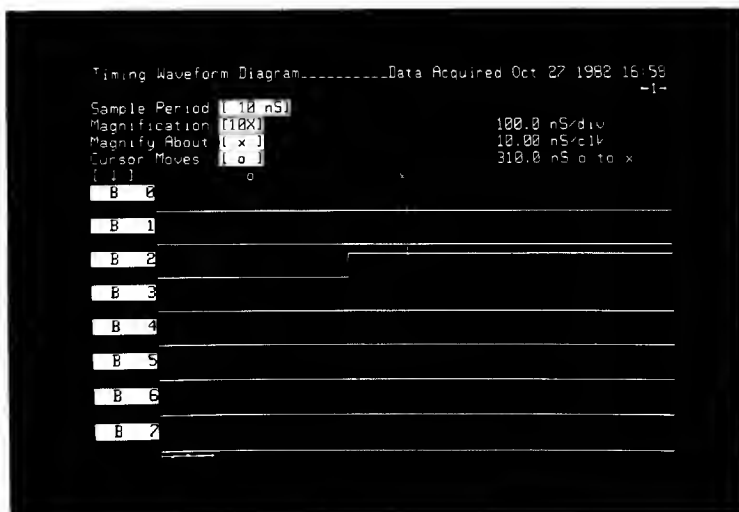 Timing Waveform Diagram__________Data Acquired Oct 27 1982 16:58
-1-
Sample Period [ 10 nS]
Magnification [10X] 100.0 nS/div
Magnify About [ x ] 10.00 nS/clk
Cursor Moves [ o ] 310.0 nS o to x
[ ↓ ] o x
B 0
B 1
B 2
B 3
B 4
B 5
B 6
B 7